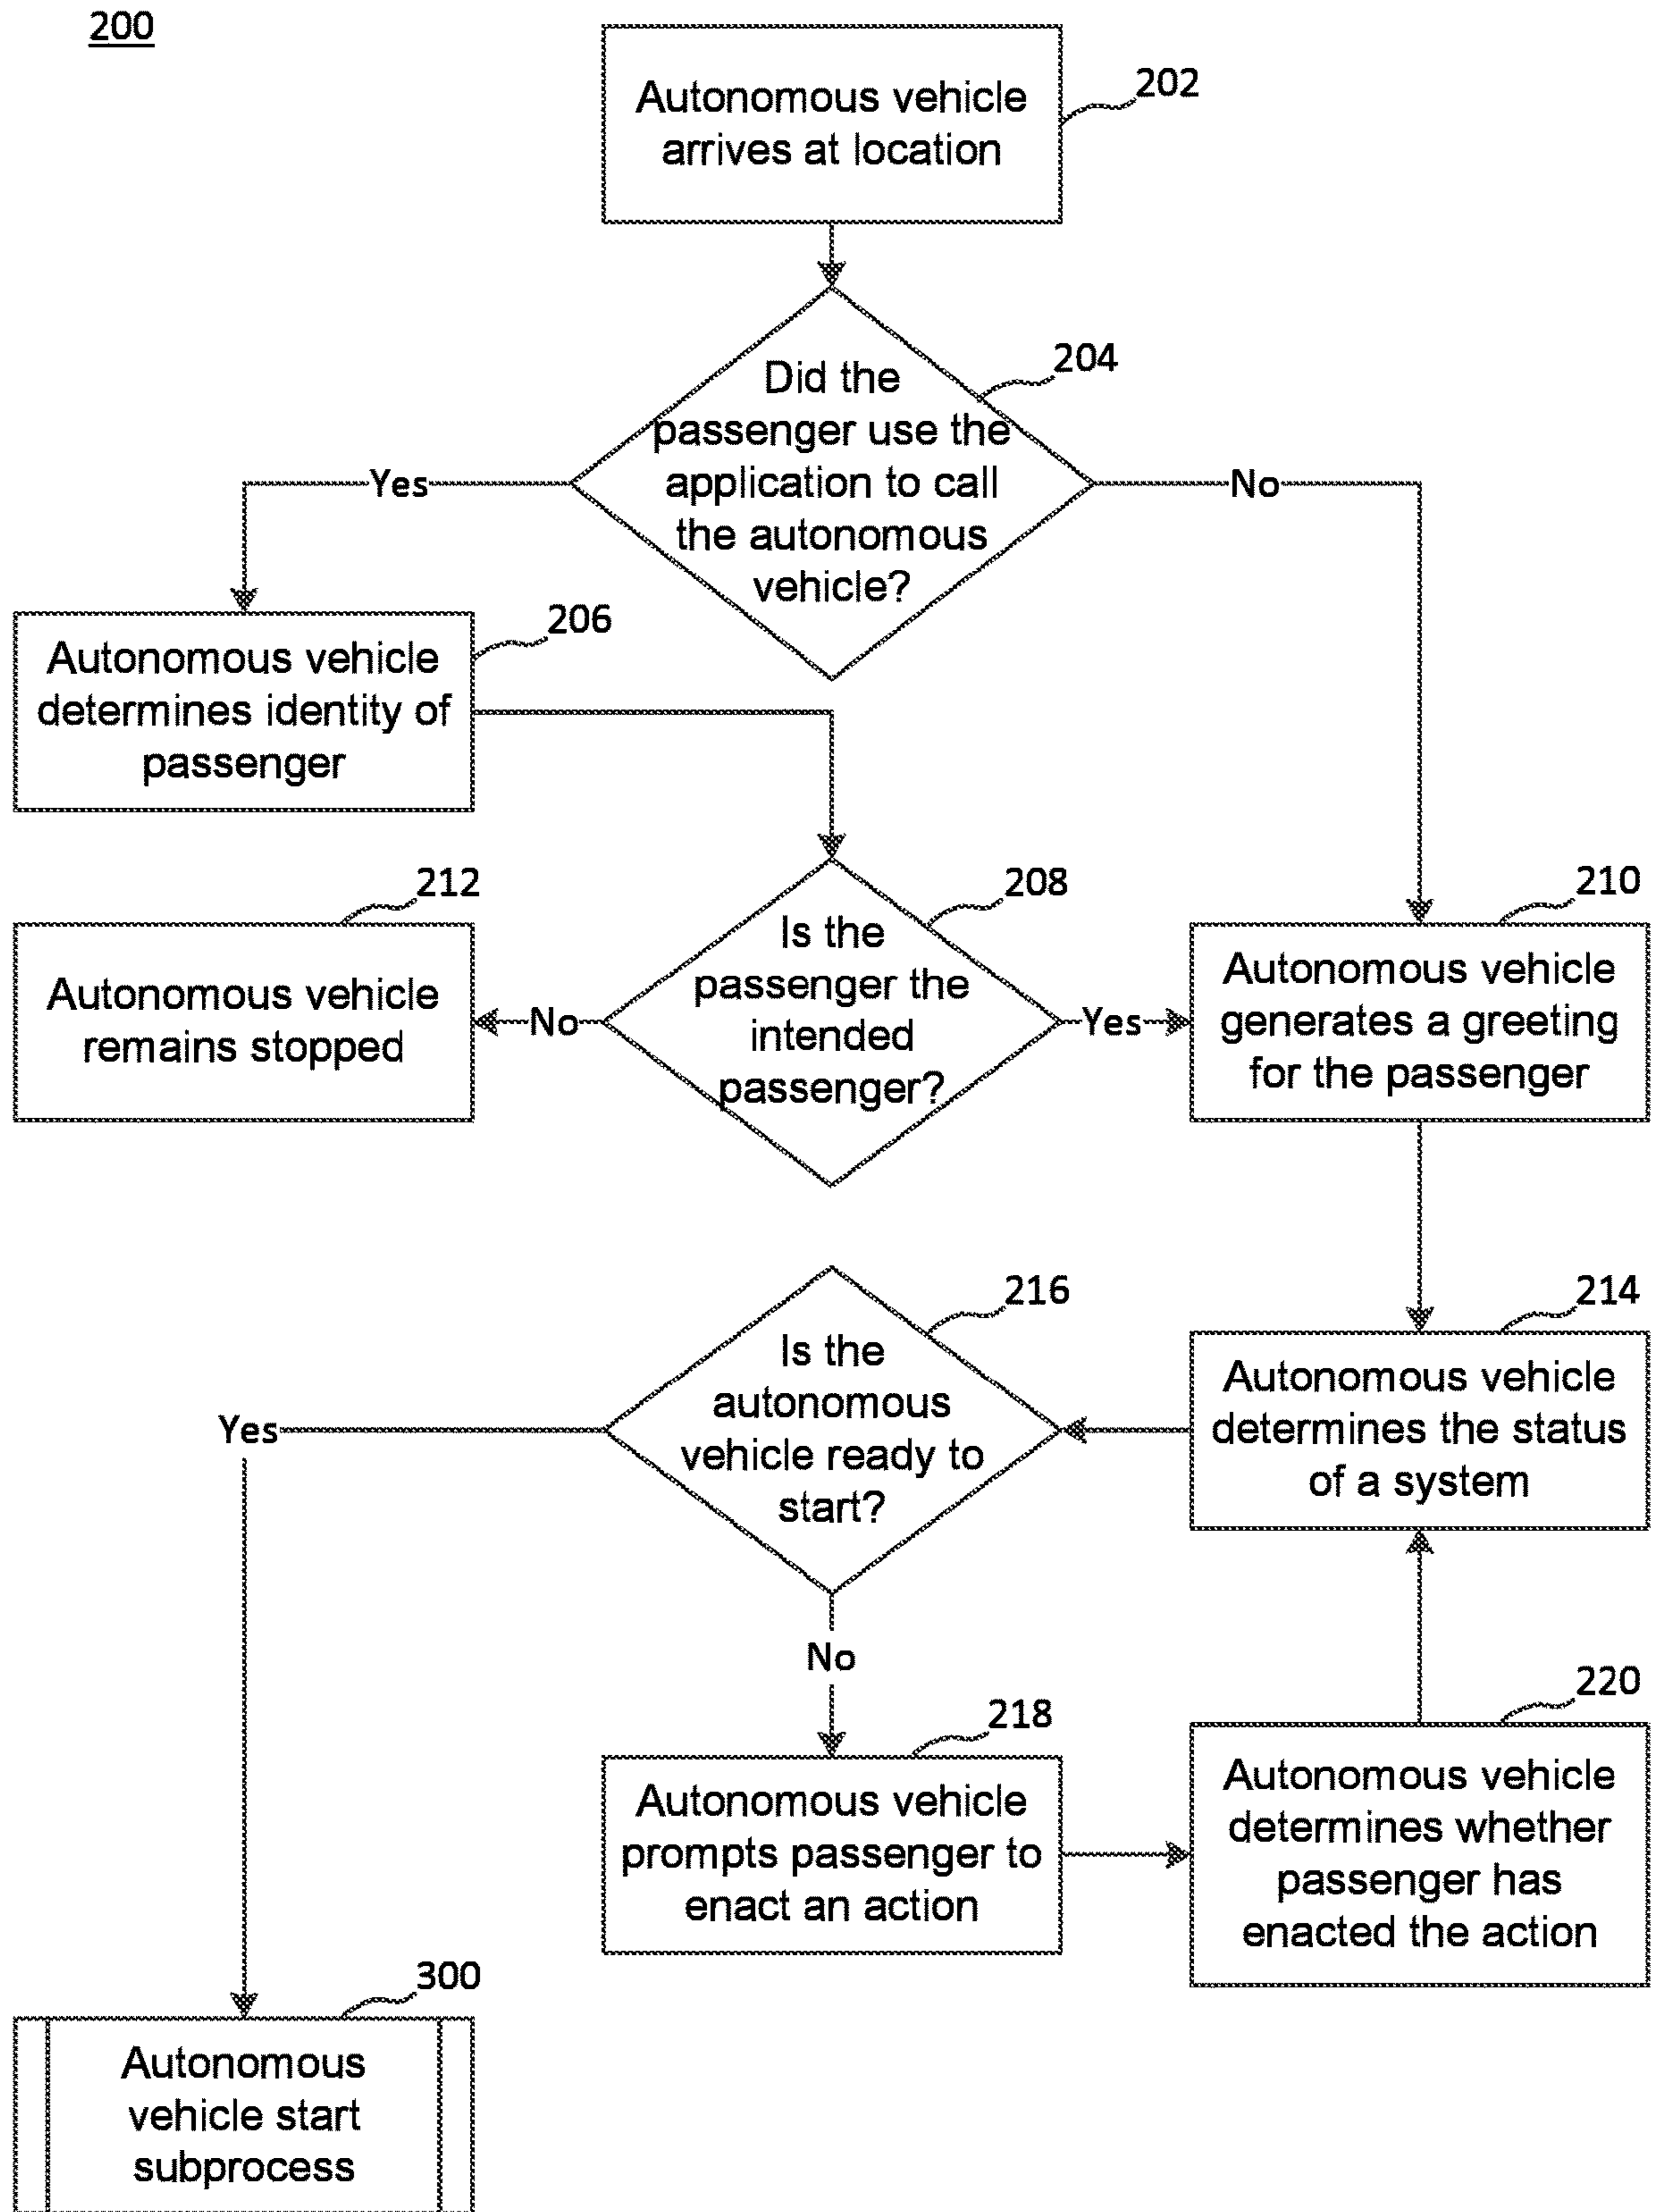 200
Autonomous vehicle
arrives at location
202
Did the
passenger use the
application to call
the autonomous
vehicle?
204
Yes
No
Autonomous vehicle
determines identity of
passenger
206
Is the
passenger the
intended
passenger?
208
No
Yes
Autonomous vehicle
remains stopped
212
Autonomous vehicle
generates a greeting
for the passenger
210
Autonomous vehicle
determines the status
of a system
214
Is the
autonomous
vehicle ready to
start?
216
Yes
No
Autonomous vehicle
prompts passenger to
enact an action
218
Autonomous vehicle
determines whether
passenger has
enacted the action
220
Autonomous
vehicle start
subprocess
300